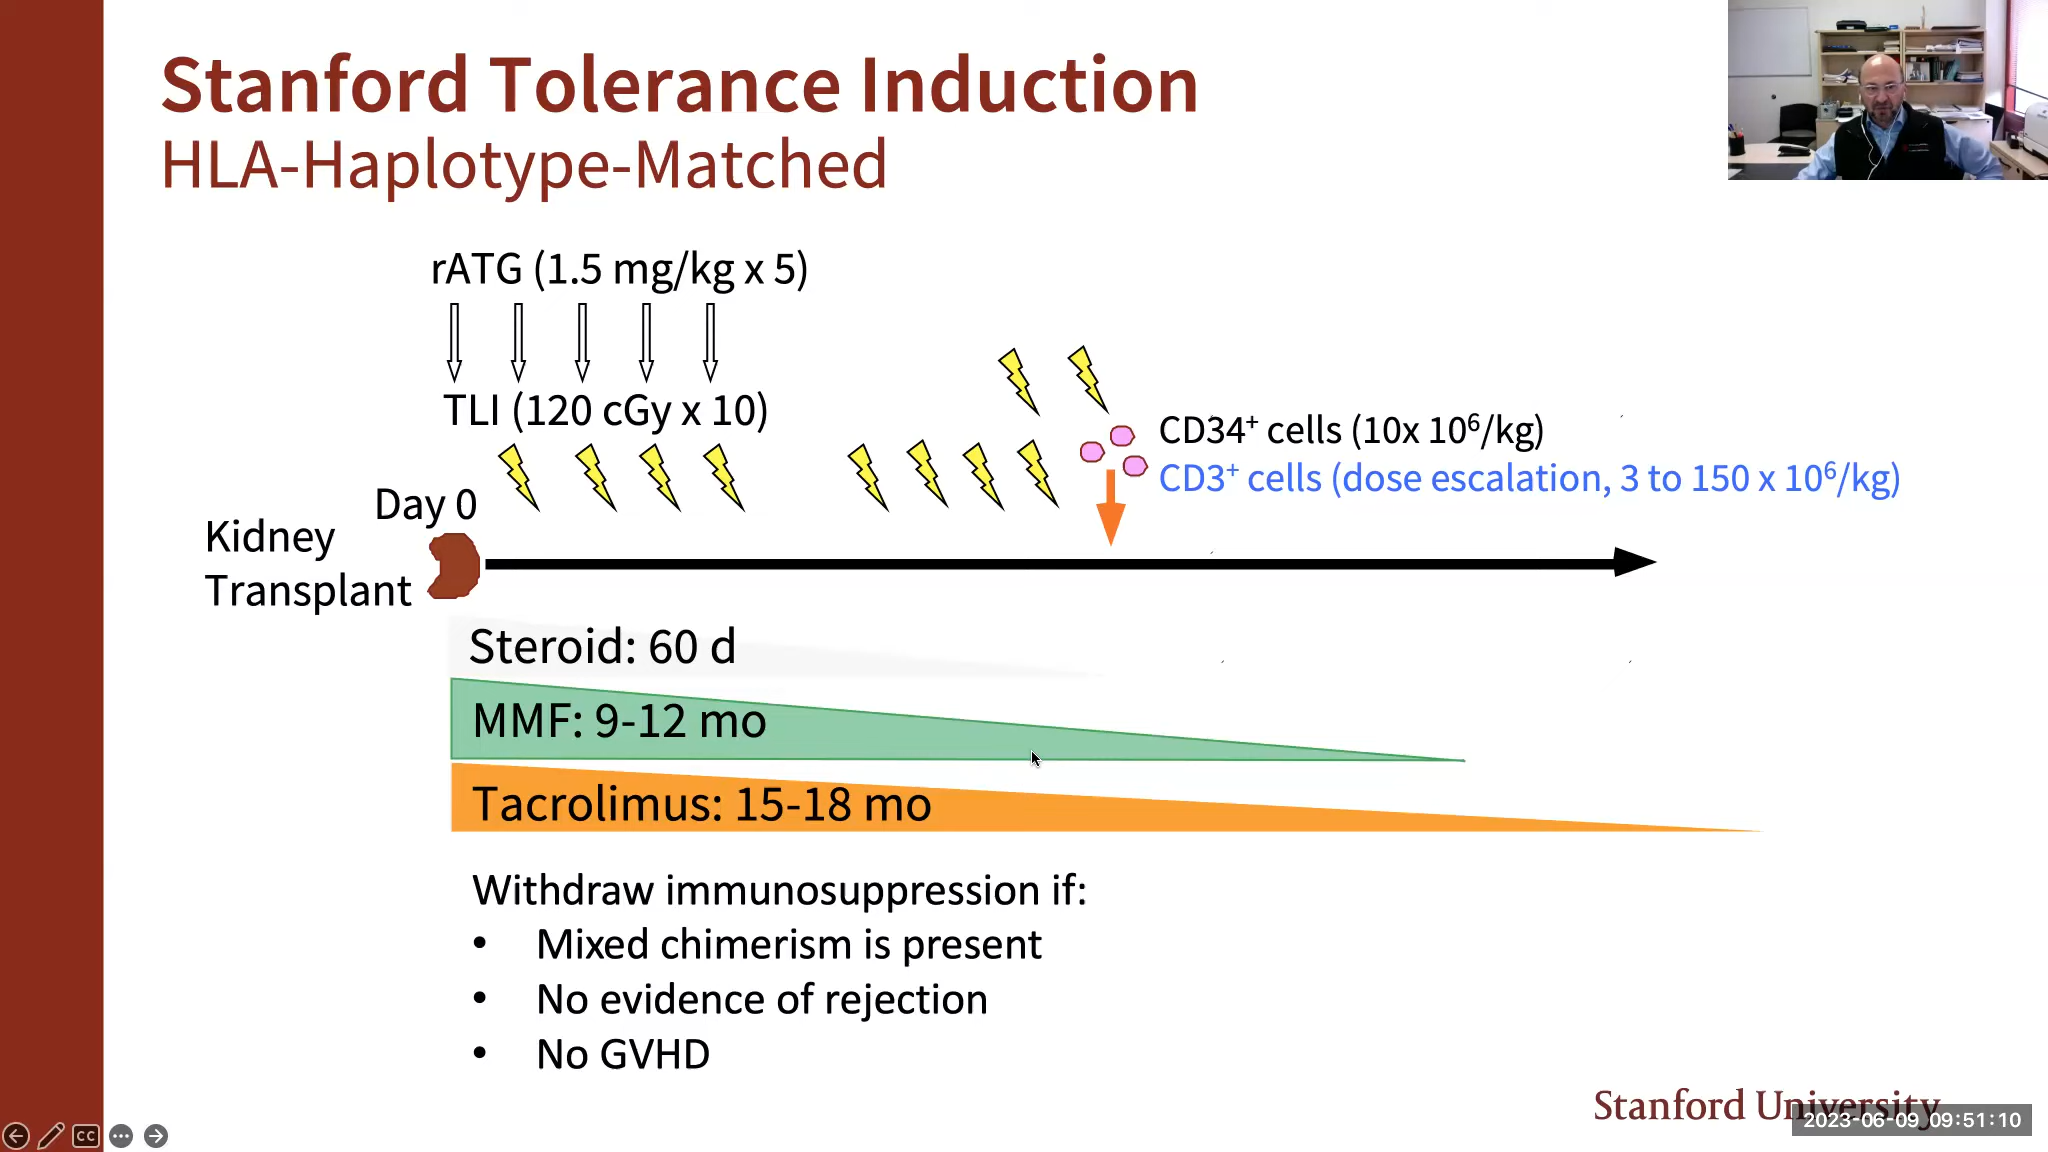 Stanford Tolerance Induction
HLA-Haplotype-Matched
rATG (1.5 mg/kg x 5)
TLI (120 cGy x 10)
CD34⁺ cells (10x 10⁶/kg)
CD3⁺ cells (dose escalation, 3 to 150 x 10⁶/kg)
Day 0
Kidney
Transplant
Steroid: 60 d
MMF: 9-12 mo
Tacrolimus: 15-18 mo
Withdraw immunosuppression if:
• Mixed chimerism is present
• No evidence of rejection
• No GVHD
Stanford University
2023-06-09 09:51:10
CC